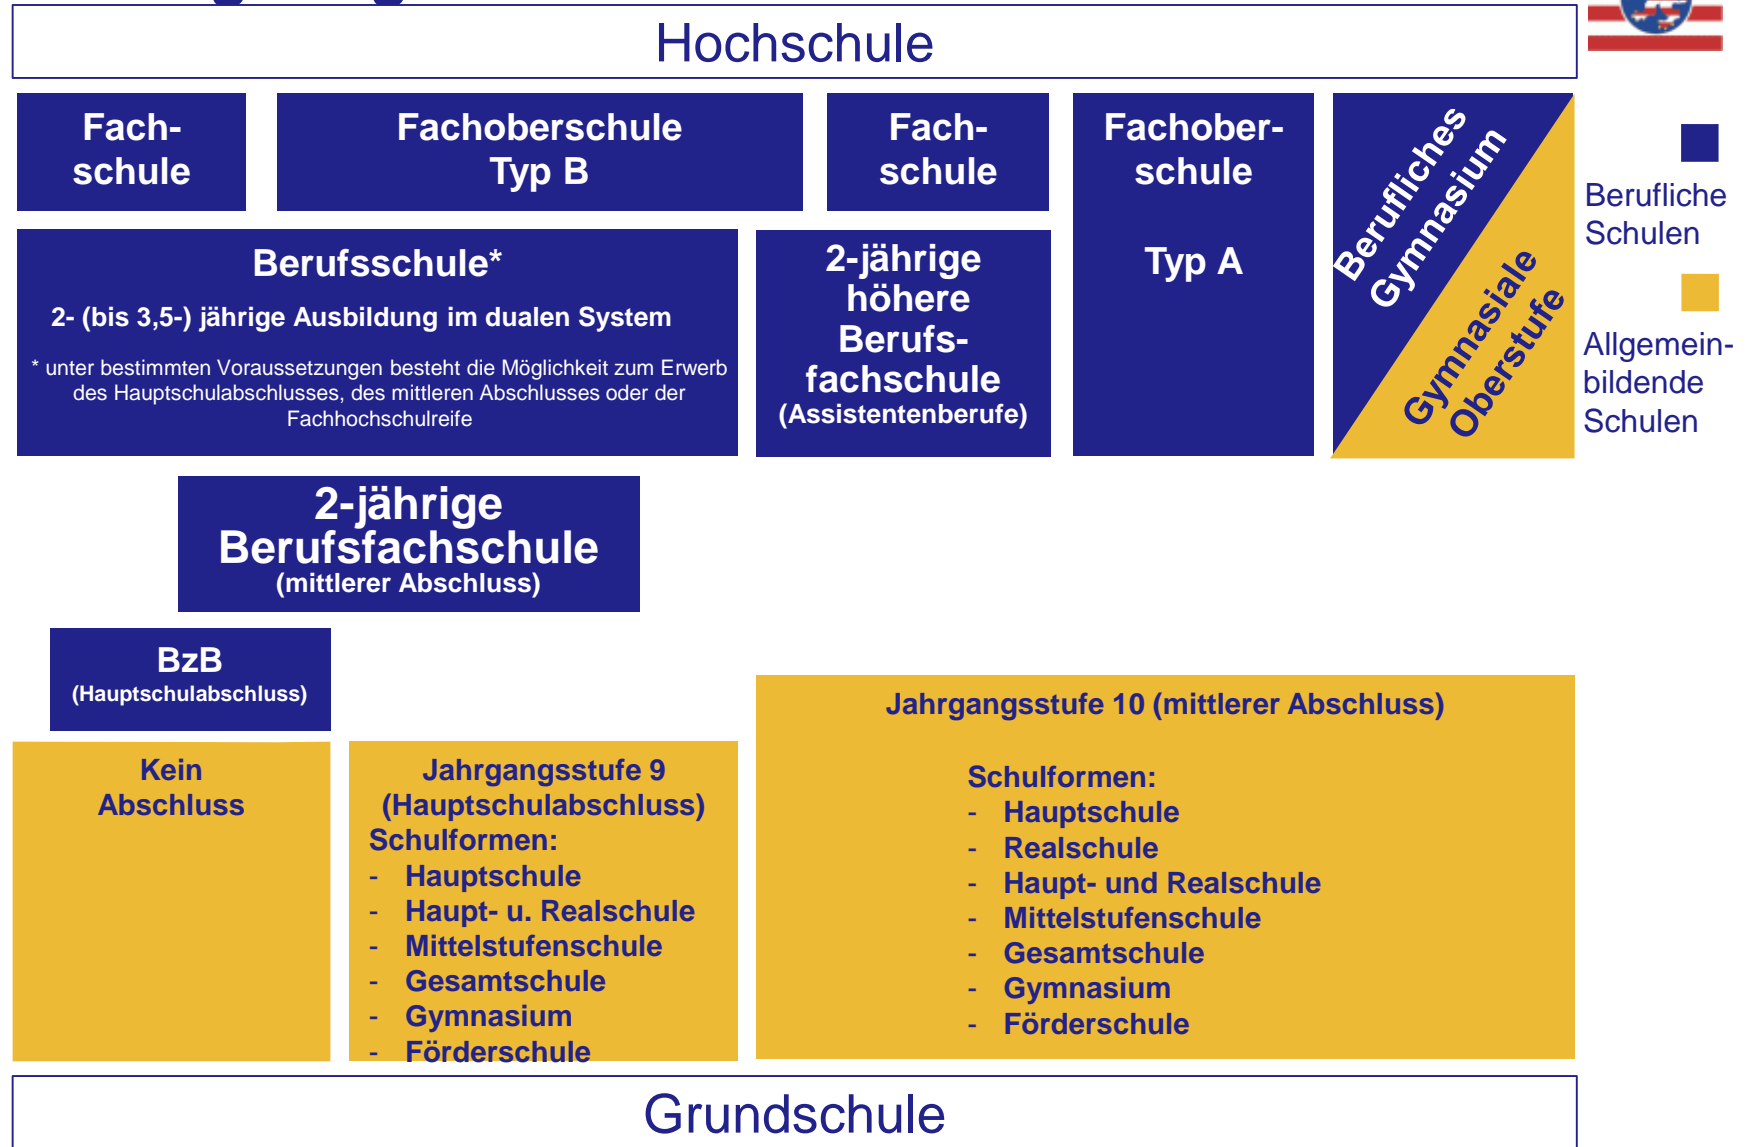 Hochschule
Fach-
schule
Fachoberschule
Typ B
Fach-
schule
Fachober-
schule
Typ A
Berufliches
Gymnasium
Gymnasiale
Oberstufe
Berufliche
Schulen
Allgemein-
bildende
Schulen
Berufsschule*
2- (bis 3,5-) jährige Ausbildung im dualen System
* unter bestimmten Voraussetzungen besteht die Möglichkeit zum Erwerb
des Hauptschulabschlusses, des mittleren Abschlusses oder der
Fachhochschulreife
2-jährige
höhere
Berufs-
fachschule
(Assistentenberufe)
2-jährige
Berufsfachschule
(mittlerer Abschluss)
BzB
(Hauptschulabschluss)
Kein
Abschluss
Jahrgangsstufe 9
(Hauptschulabschluss)
Schulformen:
- Hauptschule
- Haupt- u. Realschule
- Mittelstufenschule
- Gesamtschule
- Gymnasium
- Förderschule
Jahrgangsstufe 10 (mittlerer Abschluss)
Schulformen:
- Hauptschule
- Realschule
- Haupt- und Realschule
- Mittelstufenschule
- Gesamtschule
- Gymnasium
- Förderschule
Grundschule